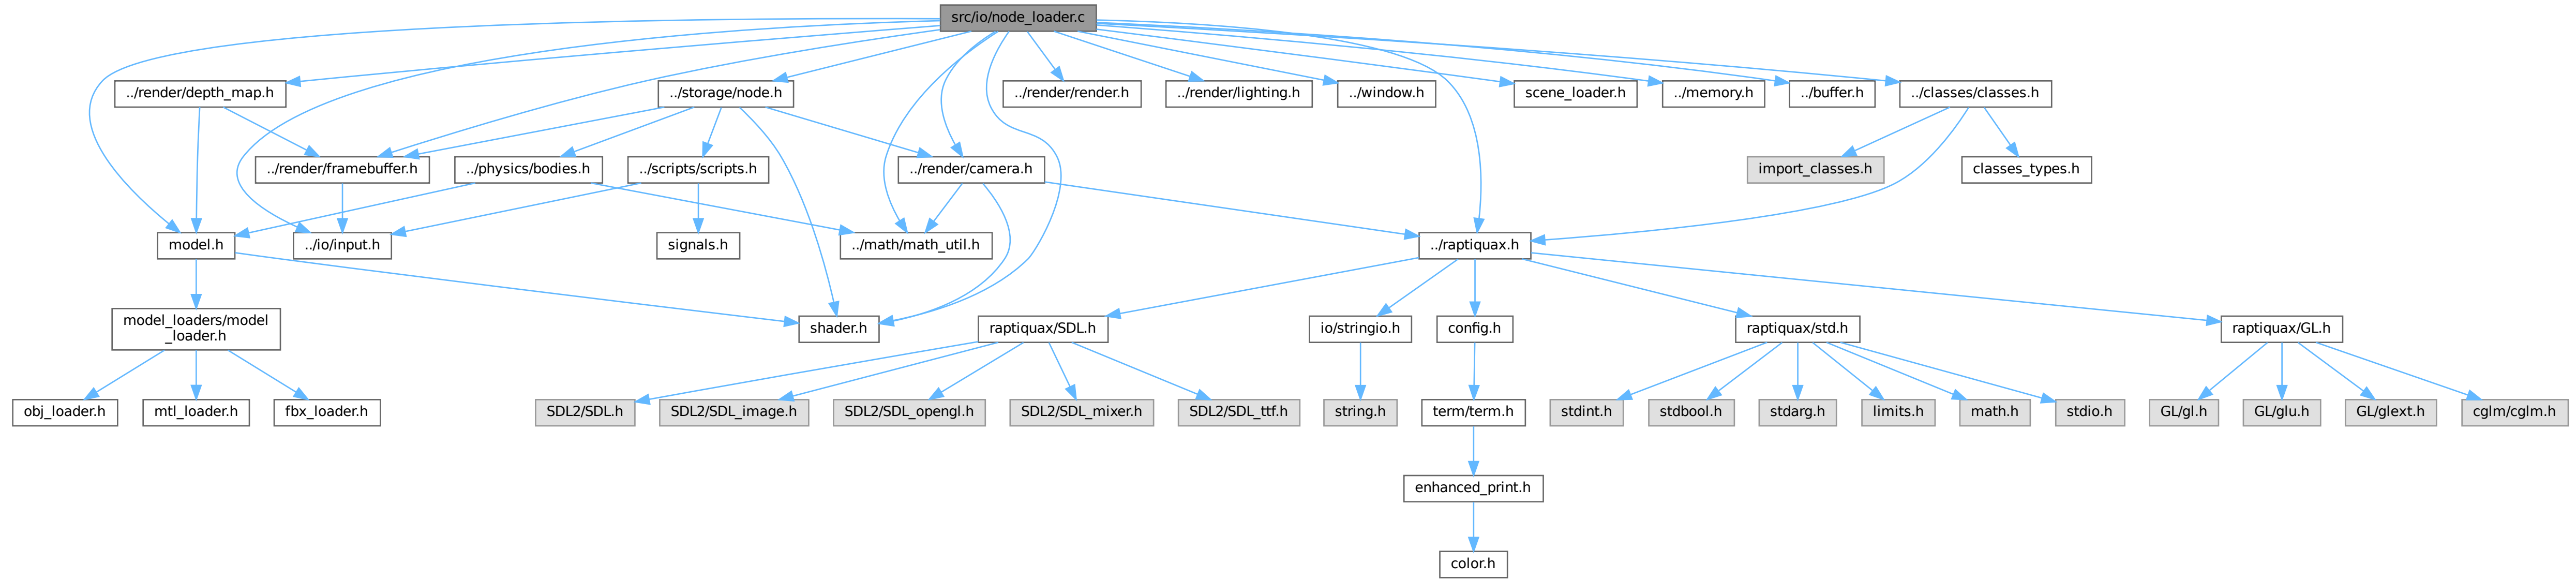 src/io/node_loader.c
../render/depth_map.h
../storage/node.h
../render/render.h
../render/lighting.h
../window.h
scene_loader.h
../memory.h
../buffer.h
../classes/classes.h
../render/framebuffer.h
../physics/bodies.h
../scripts/scripts.h
../render/camera.h
import_classes.h
classes_types.h
model.h
../io/input.h
signals.h
../math/math_util.h
../raptiquax.h
model_loaders/model
_loader.h
shader.h
raptiquax/SDL.h
io/stringio.h
config.h
raptiquax/std.h
raptiquax/GL.h
obj_loader.h
mtl_loader.h
fbx_loader.h
SDL2/SDL.h
SDL2/SDL_image.h
SDL2/SDL_opengl.h
SDL2/SDL_mixer.h
SDL2/SDL_ttf.h
string.h
term/term.h
stdint.h
stdbool.h
stdarg.h
limits.h
math.h
stdio.h
GL/gl.h
GL/glu.h
GL/glext.h
cglm/cglm.h
enhanced_print.h
color.h